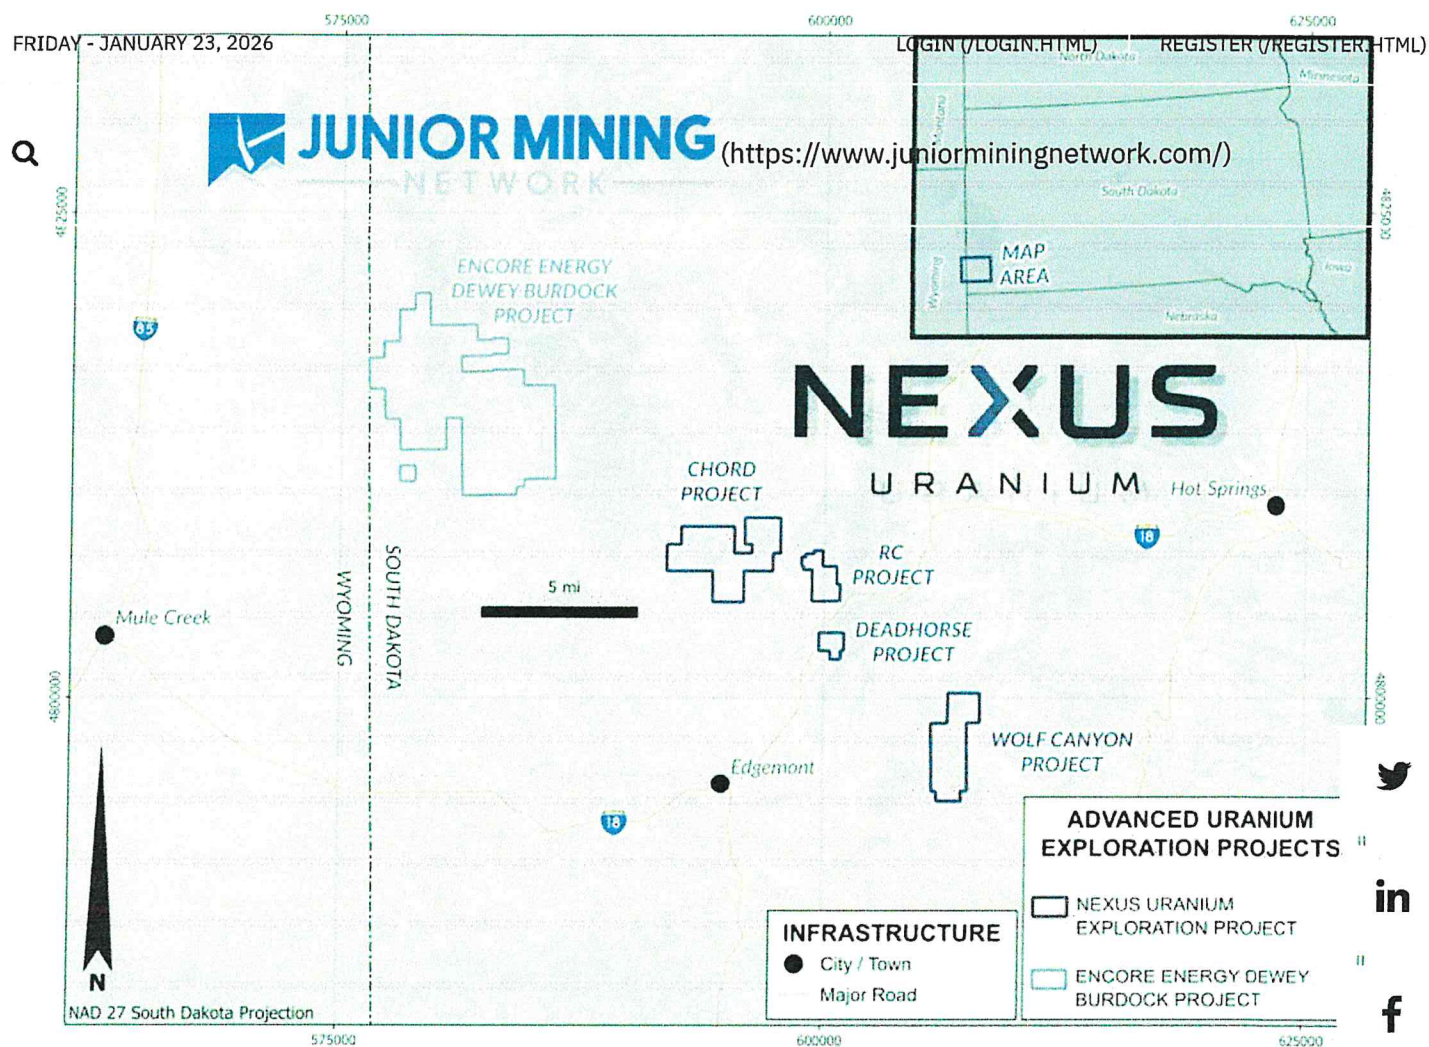 575000
600000
625000
FRIDAY - JANUARY 23, 2026
LOGIN (/LOGIN.HTML)
REGISTER (/REGISTER.HTML)
North Dakota
Minnesota
Montana
JUNIOR MINING
(https://www.juniorminingnetwork.com/)
NETWORK
South Dakota
4825000
4825000
MAP
AREA
Wyoming
Iowa
Nebraska
ENCORE ENERGY
DEWEY BURDOCK
PROJECT
85
NEXUS
URANIUM
Hot Springs
18
CHORD
PROJECT
RC
PROJECT
5 mi
WYOMING
SOUTH DAKOTA
Mule Creek
DEADHORSE
PROJECT
4800000
4800000
WOLF CANYON
PROJECT
Edgemont
18
ADVANCED URANIUM
EXPLORATION PROJECTS
NEXUS URANIUM
EXPLORATION PROJECT
ENCORE ENERGY DEWEY
BURDOCK PROJECT
INFRASTRUCTURE
City / Town
Major Road
N
NAD 27 South Dakota Projection
in
f
575000
600000
625000